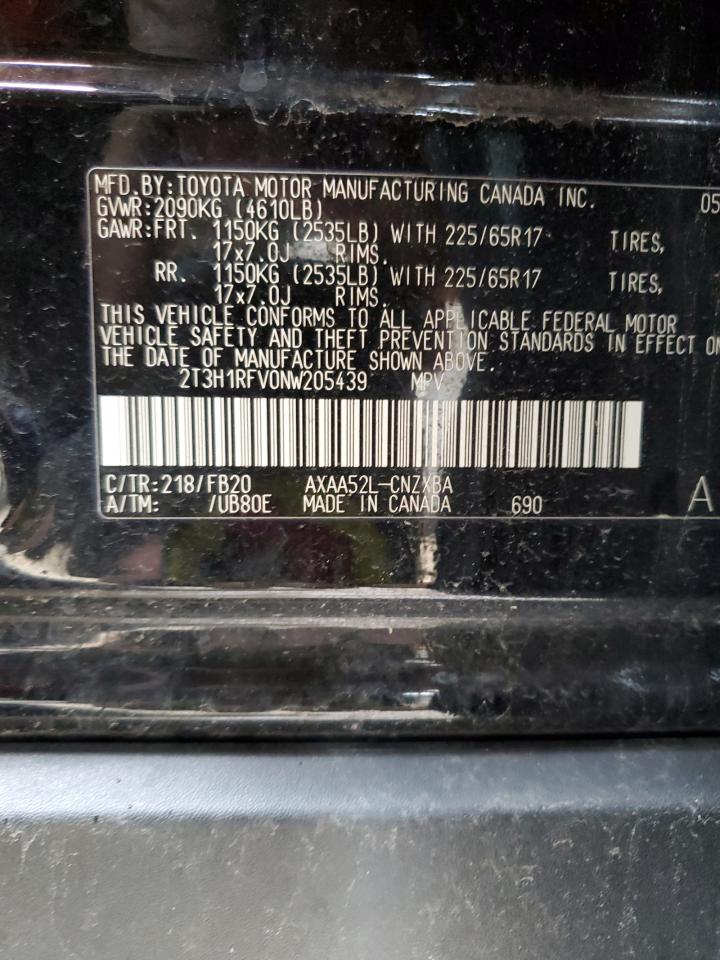 MFD.BY:TOYOTA MOTOR MANUFACTURING CANADA INC. 05
GVWR:2090KG (4610LB)
GAWR:FRT. 1150KG (2535LB) WITH 225/65R17 TIRES,
17x7.0J RIMS.
RR. 1150KG (2535LB) WITH 225/65R17 TIRES,
17x7.0J RIMS.
THIS VEHICLE CONFORMS TO ALL APPLICABLE FEDERAL MOTOR
VEHICLE SAFETY AND THEFT PREVENTION STANDARDS IN EFFECT ON
THE DATE OF MANUFACTURE SHOWN ABOVE.
2T3H1RFV0NW205439 MPV
C/TR:218/FB20 AXAA52L-CNZXBA
A/TM: /UB80E MADE IN CANADA 690 A